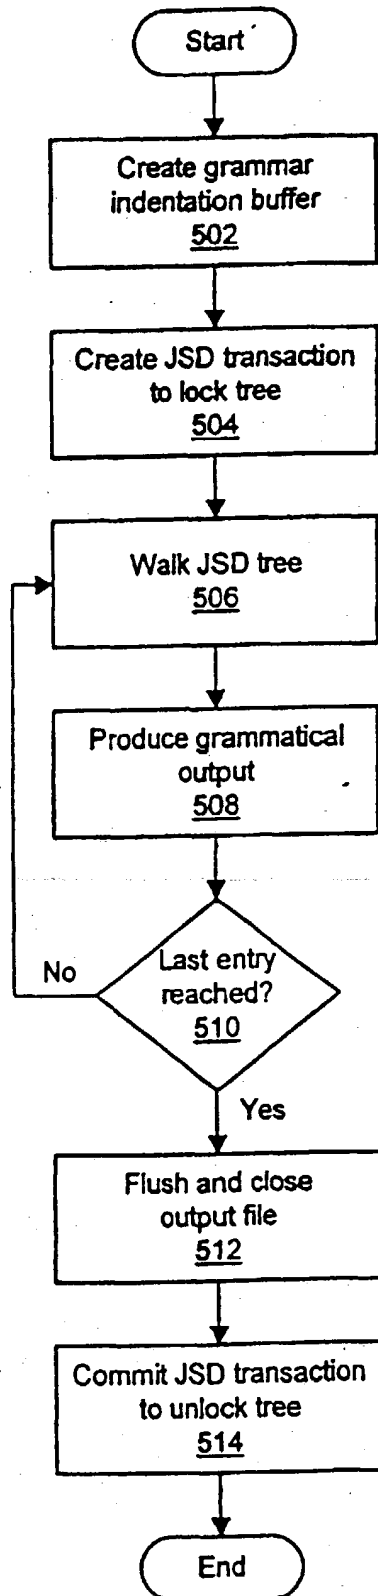 Start
Create grammar
indentation buffer
502
Create JSD transaction
to lock tree
504
Walk JSD tree
506
Produce grammatical
output
508
Last entry
reached?
510
No
Yes
Flush and close
output file
512
Commit JSD transaction
to unlock tree
514
End